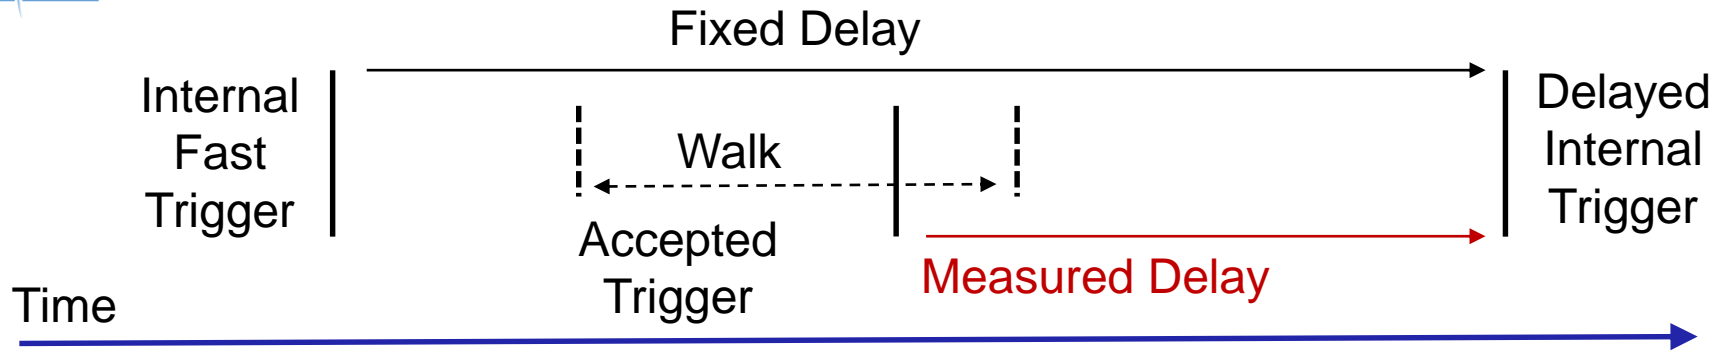 Fixed Delay
Internal
Fast
Trigger
Walk
Accepted
Trigger
Measured Delay
Delayed
Internal
Trigger
Time